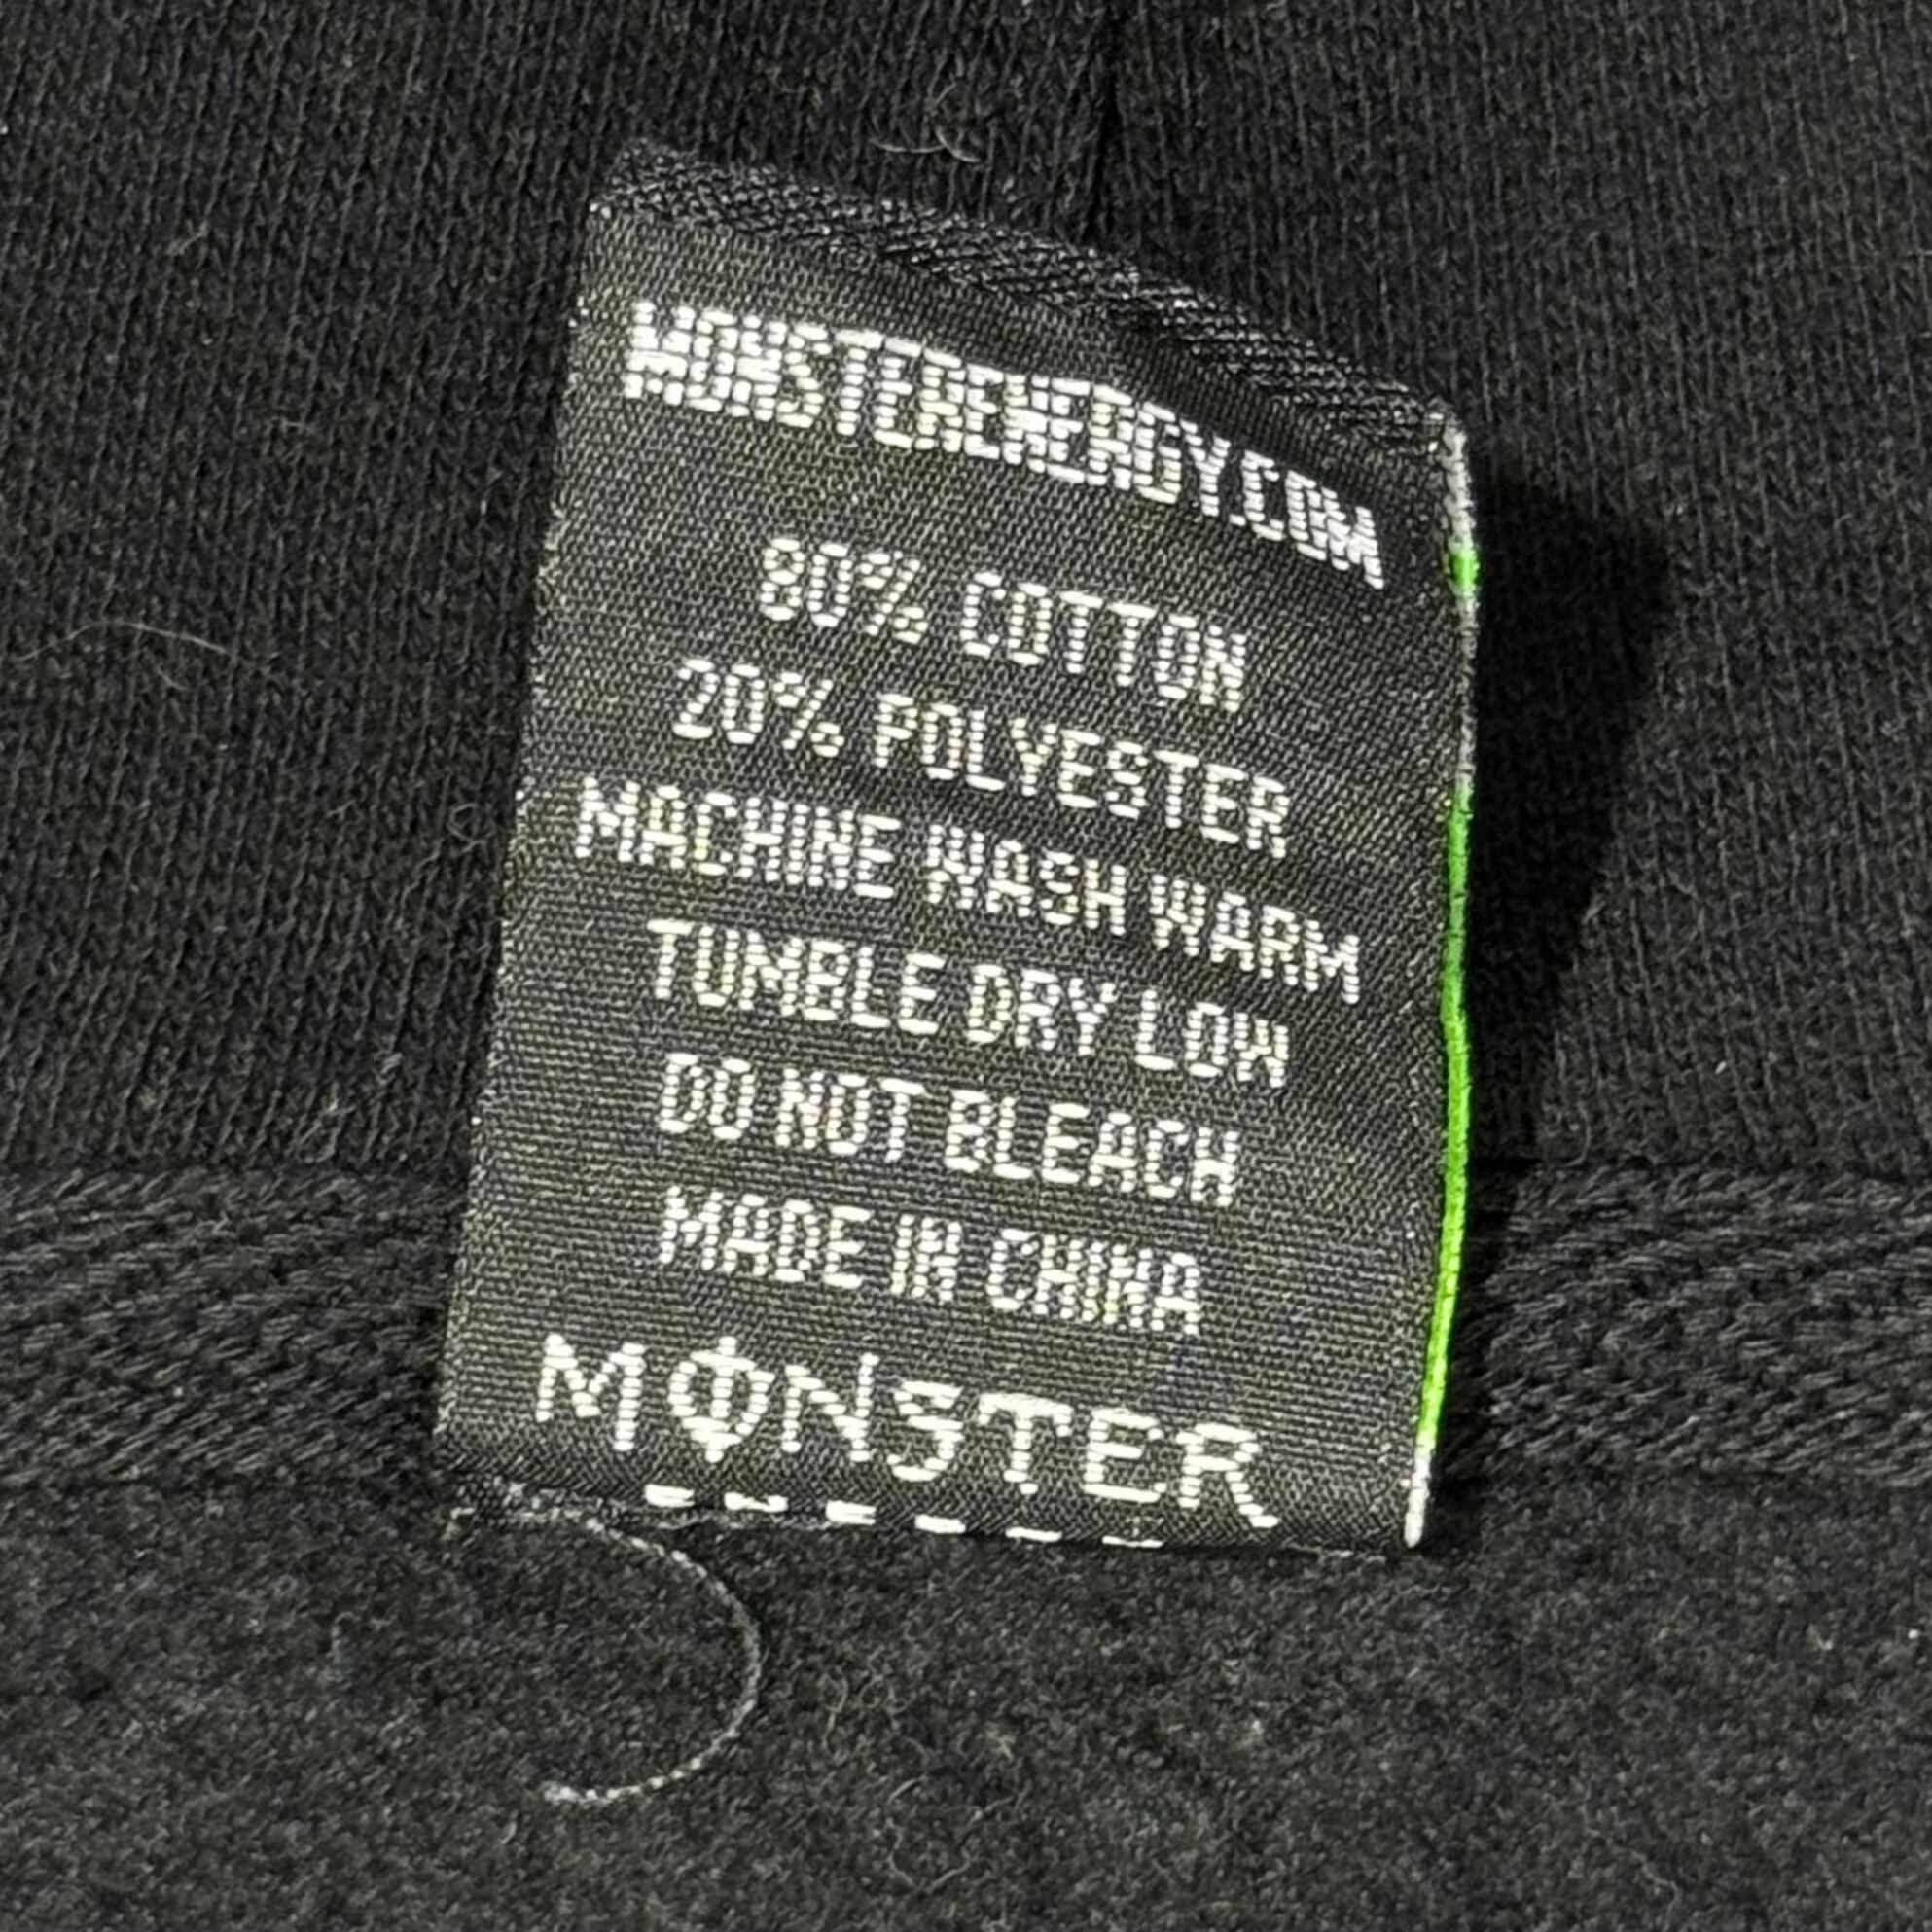 MONSTERENERGY.COM
80% COTTON
20% POLYESTER
MACHINE WASH WARM
TUMBLE DRY LOW
DO NOT BLEACH
MADE IN CHINA
MONSTER